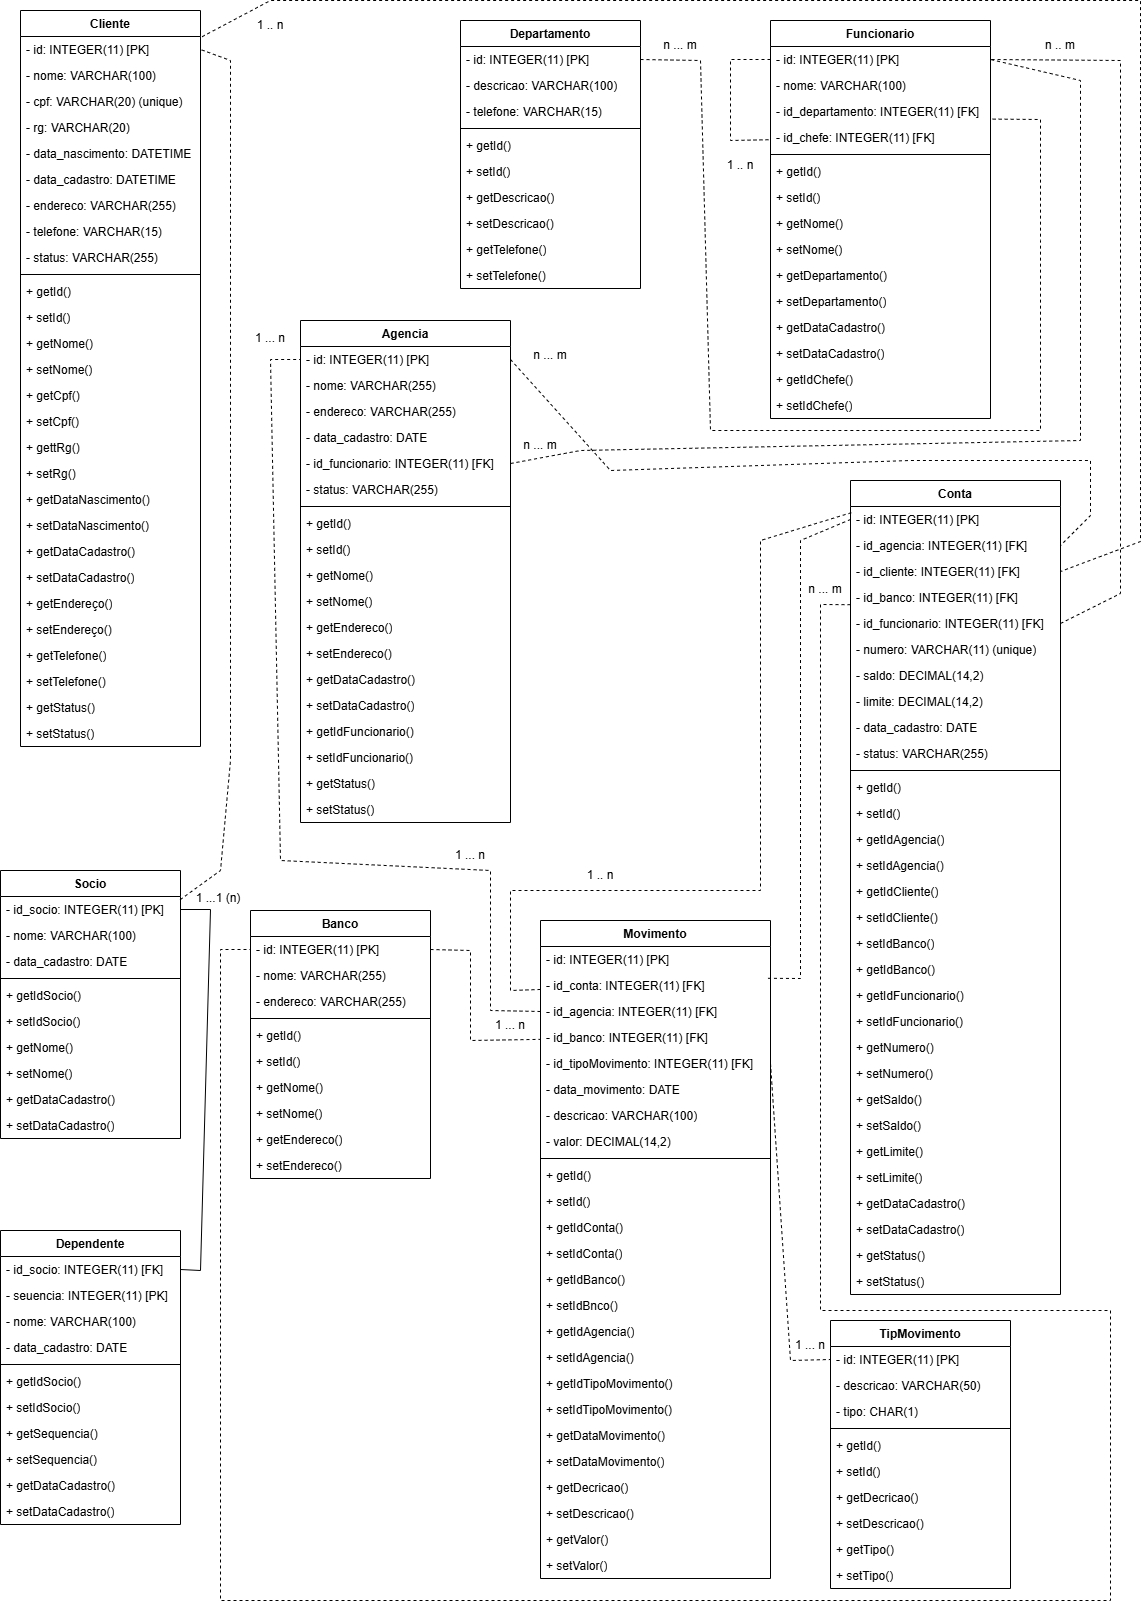 Cliente
- id: INTEGER(11) [PK]
- nome: VARCHAR(100)
- cpf: VARCHAR(20) (unique)
- rg: VARCHAR(20)
- data_nascimento: DATETIME
- data_cadastro: DATETIME
- endereco: VARCHAR(255)
- telefone: VARCHAR(15)
- status: VARCHAR(255)
+ getId()
+ setId()
+ getNome()
+ setNome()
+ getCpf()
+ setCpf()
+ gettRg()
+ setRg()
+ getDataNascimento()
+ setDataNascimento()
+ getDataCadastro()
+ setDataCadastro()
+ getEndereço()
+ setEndereço()
+ getTelefone()
+ setTelefone()
+ getStatus()
+ setStatus()
1 .. n
Departamento
- id: INTEGER(11) [PK]
- descricao: VARCHAR(100)
- telefone: VARCHAR(15)
+ getId()
+ setId()
+ getDescricao()
+ setDescricao()
+ getTelefone()
+ setTelefone()
n ... m
Funcionario
- id: INTEGER(11) [PK]
- nome: VARCHAR(100)
- id_departamento: INTEGER(11) [FK]
- id_chefe: INTEGER(11) [FK]
+ getId()
+ setId()
+ getNome()
+ setNome()
+ getDepartamento()
+ setDepartamento()
+ getDataCadastro()
+ setDataCadastro()
+ getIdChefe()
+ setIdChefe()
n .. m
1 .. n
1 ... n
Agencia
- id: INTEGER(11) [PK]
- nome: VARCHAR(255)
- endereco: VARCHAR(255)
- data_cadastro: DATE
- id_funcionario: INTEGER(11) [FK]
- status: VARCHAR(255)
+ getId()
+ setId()
+ getNome()
+ setNome()
+ getEndereco()
+ setEndereco()
+ getDataCadastro()
+ setDataCadastro()
+ getIdFuncionario()
+ setIdFuncionario()
+ getStatus()
+ setStatus()
n ... m
n ... m
Conta
- id: INTEGER(11) [PK]
- id_agencia: INTEGER(11) [FK]
- id_cliente: INTEGER(11) [FK]
- id_banco: INTEGER(11) [FK]
- id_funcionario: INTEGER(11) [FK]
- numero: VARCHAR(11) (unique)
- saldo: DECIMAL(14,2)
- limite: DECIMAL(14,2)
- data_cadastro: DATE
- status: VARCHAR(255)
+ getId()
+ setId()
+ getIdAgencia()
+ setIdAgencia()
+ getIdCliente()
+ setIdCliente()
+ setIdBanco()
+ getIdBanco()
+ getIdFuncionario()
+ setIdFuncionario()
+ getNumero()
+ setNumero()
+ getSaldo()
+ setSaldo()
+ getLimite()
+ setLimite()
+ getDataCadastro()
+ setDataCadastro()
+ getStatus()
+ setStatus()
n ... m
1 ... n
1 .. n
Socio
- id_socio: INTEGER(11) [PK]
- nome: VARCHAR(100)
- data_cadastro: DATE
+ getIdSocio()
+ setIdSocio()
+ getNome()
+ setNome()
+ getDataCadastro()
+ setDataCadastro()
1 ...1 (n)
Banco
- id: INTEGER(11) [PK]
- nome: VARCHAR(255)
- endereco: VARCHAR(255)
+ getId()
+ setId()
+ getNome()
+ setNome()
+ getEndereco()
+ setEndereco()
1 ... n
Movimento
- id: INTEGER(11) [PK]
- id_conta: INTEGER(11) [FK]
- id_agencia: INTEGER(11) [FK]
- id_banco: INTEGER(11) [FK]
- id_tipoMovimento: INTEGER(11) [FK]
- data_movimento: DATE
- descricao: VARCHAR(100)
- valor: DECIMAL(14,2)
+ getId()
+ setId()
+ getIdConta()
+ setIdConta()
+ getIdBanco()
+ setIdBnco()
+ getIdAgencia()
+ setIdAgencia()
+ getIdTipoMovimento()
+ setIdTipoMovimento()
+ getDataMovimento()
+ setDataMovimento()
+ getDecricao()
+ setDescricao()
+ getValor()
+ setValor()
Dependente
- id_socio: INTEGER(11) [FK]
- seuencia: INTEGER(11) [PK]
- nome: VARCHAR(100)
- data_cadastro: DATE
+ getIdSocio()
+ setIdSocio()
+ getSequencia()
+ setSequencia()
+ getDataCadastro()
+ setDataCadastro()
1 ... n
TipMovimento
- id: INTEGER(11) [PK]
- descricao: VARCHAR(50)
- tipo: CHAR(1)
+ getId()
+ setId()
+ getDecricao()
+ setDescricao()
+ getTipo()
+ setTipo()